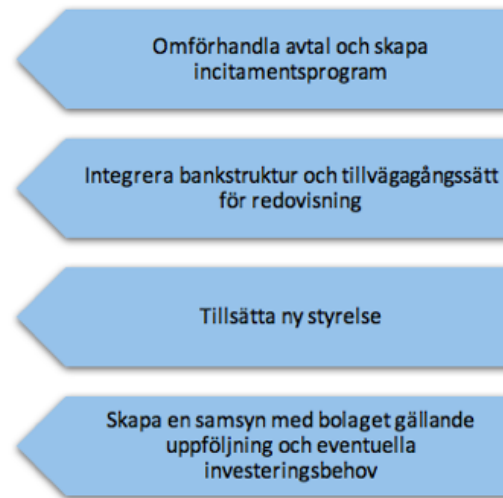 Omförhandla avtal och skapa
incitamentsprogram
Integrera bankstruktur och tillvägagångssätt
för redovisning
Tillsätta ny styrelse
Skapa en samsyn med bolaget gällande
uppföljning och eventuella
investeringsbehov